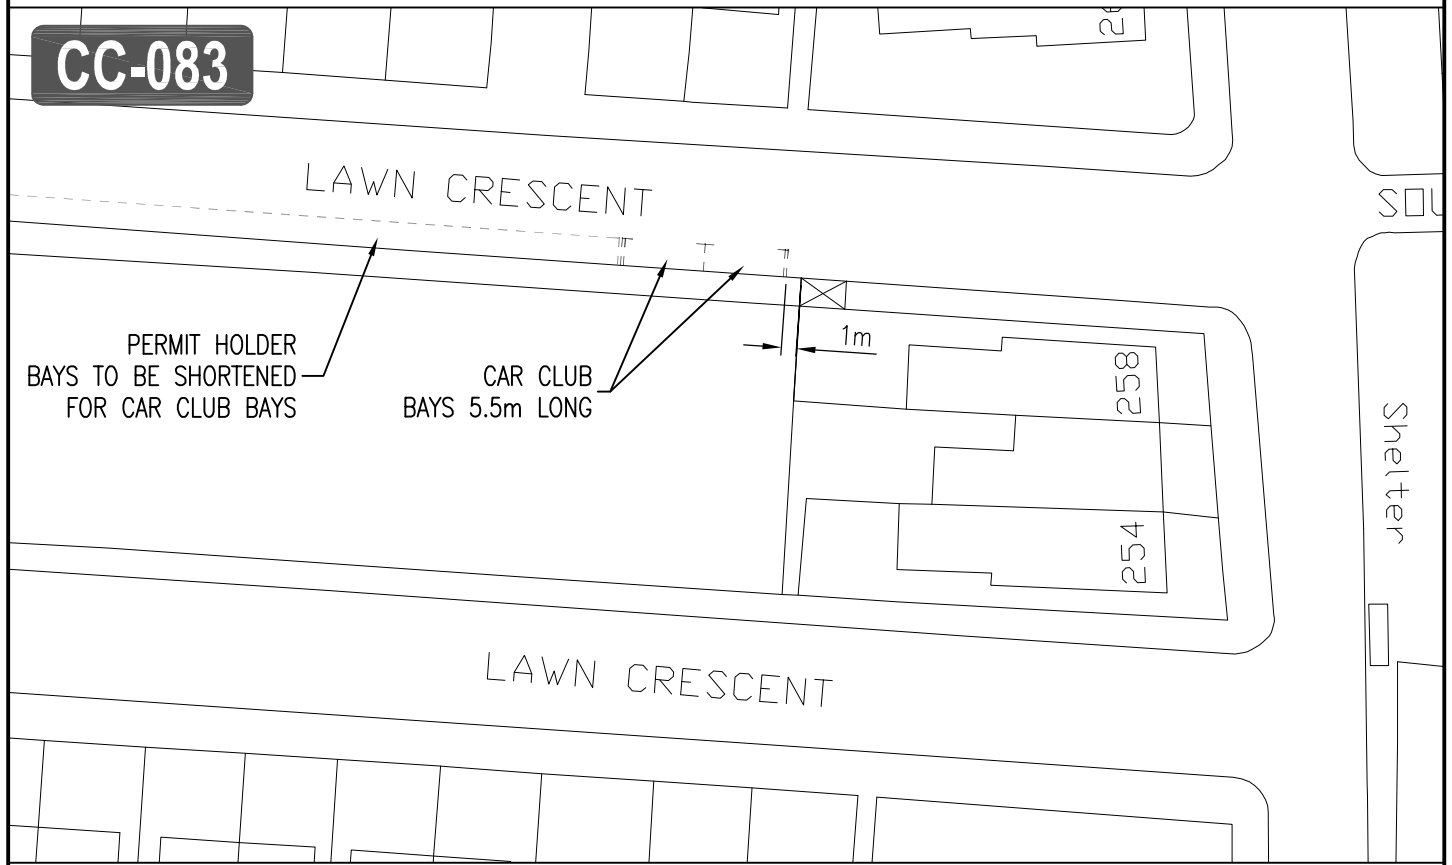 CC-083
LAWN CRESCENT
PERMIT HOLDER
BAYS TO BE SHORTENED
FOR CAR CLUB BAYS
CAR CLUB
BAYS 5.5m LONG
1m
258
254
Shelter
LAWN CRESCENT